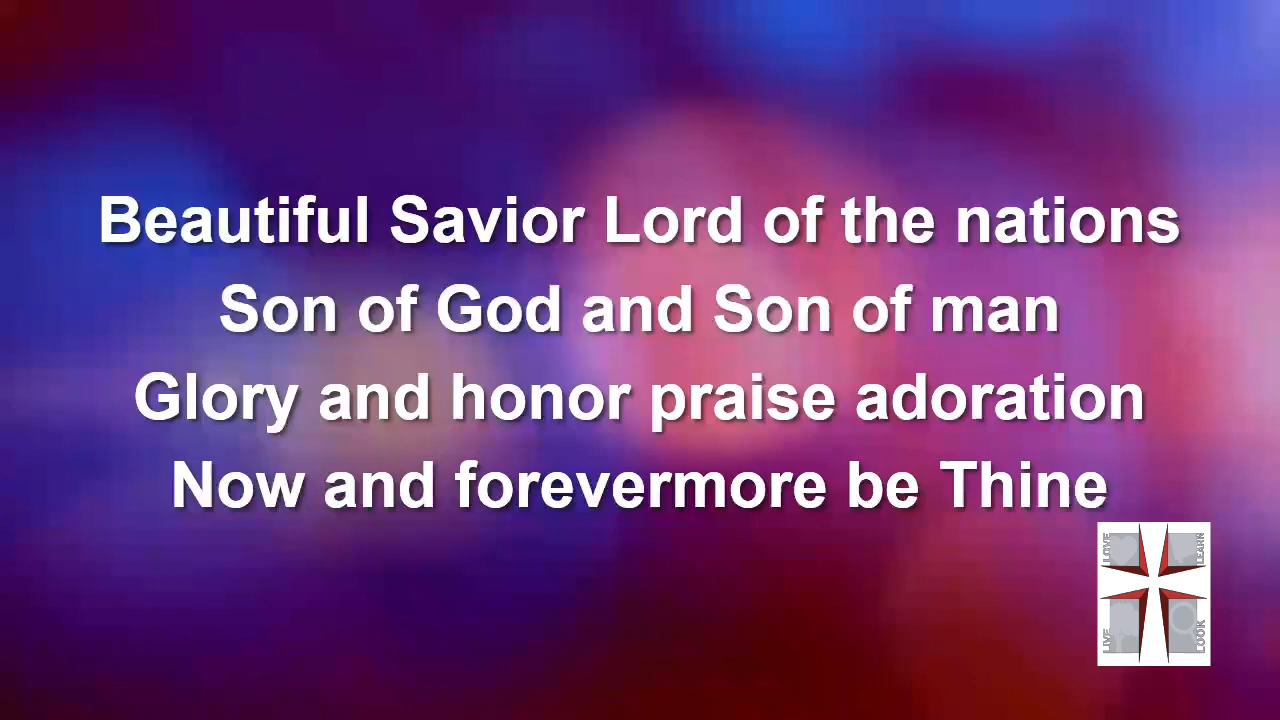 Beautiful Savior Lord of the nations
Son of God and Son of man
Glory and honor praise adoration
Now and forevermore be Thine
LOVE
LEARN
LIVE
LOOK